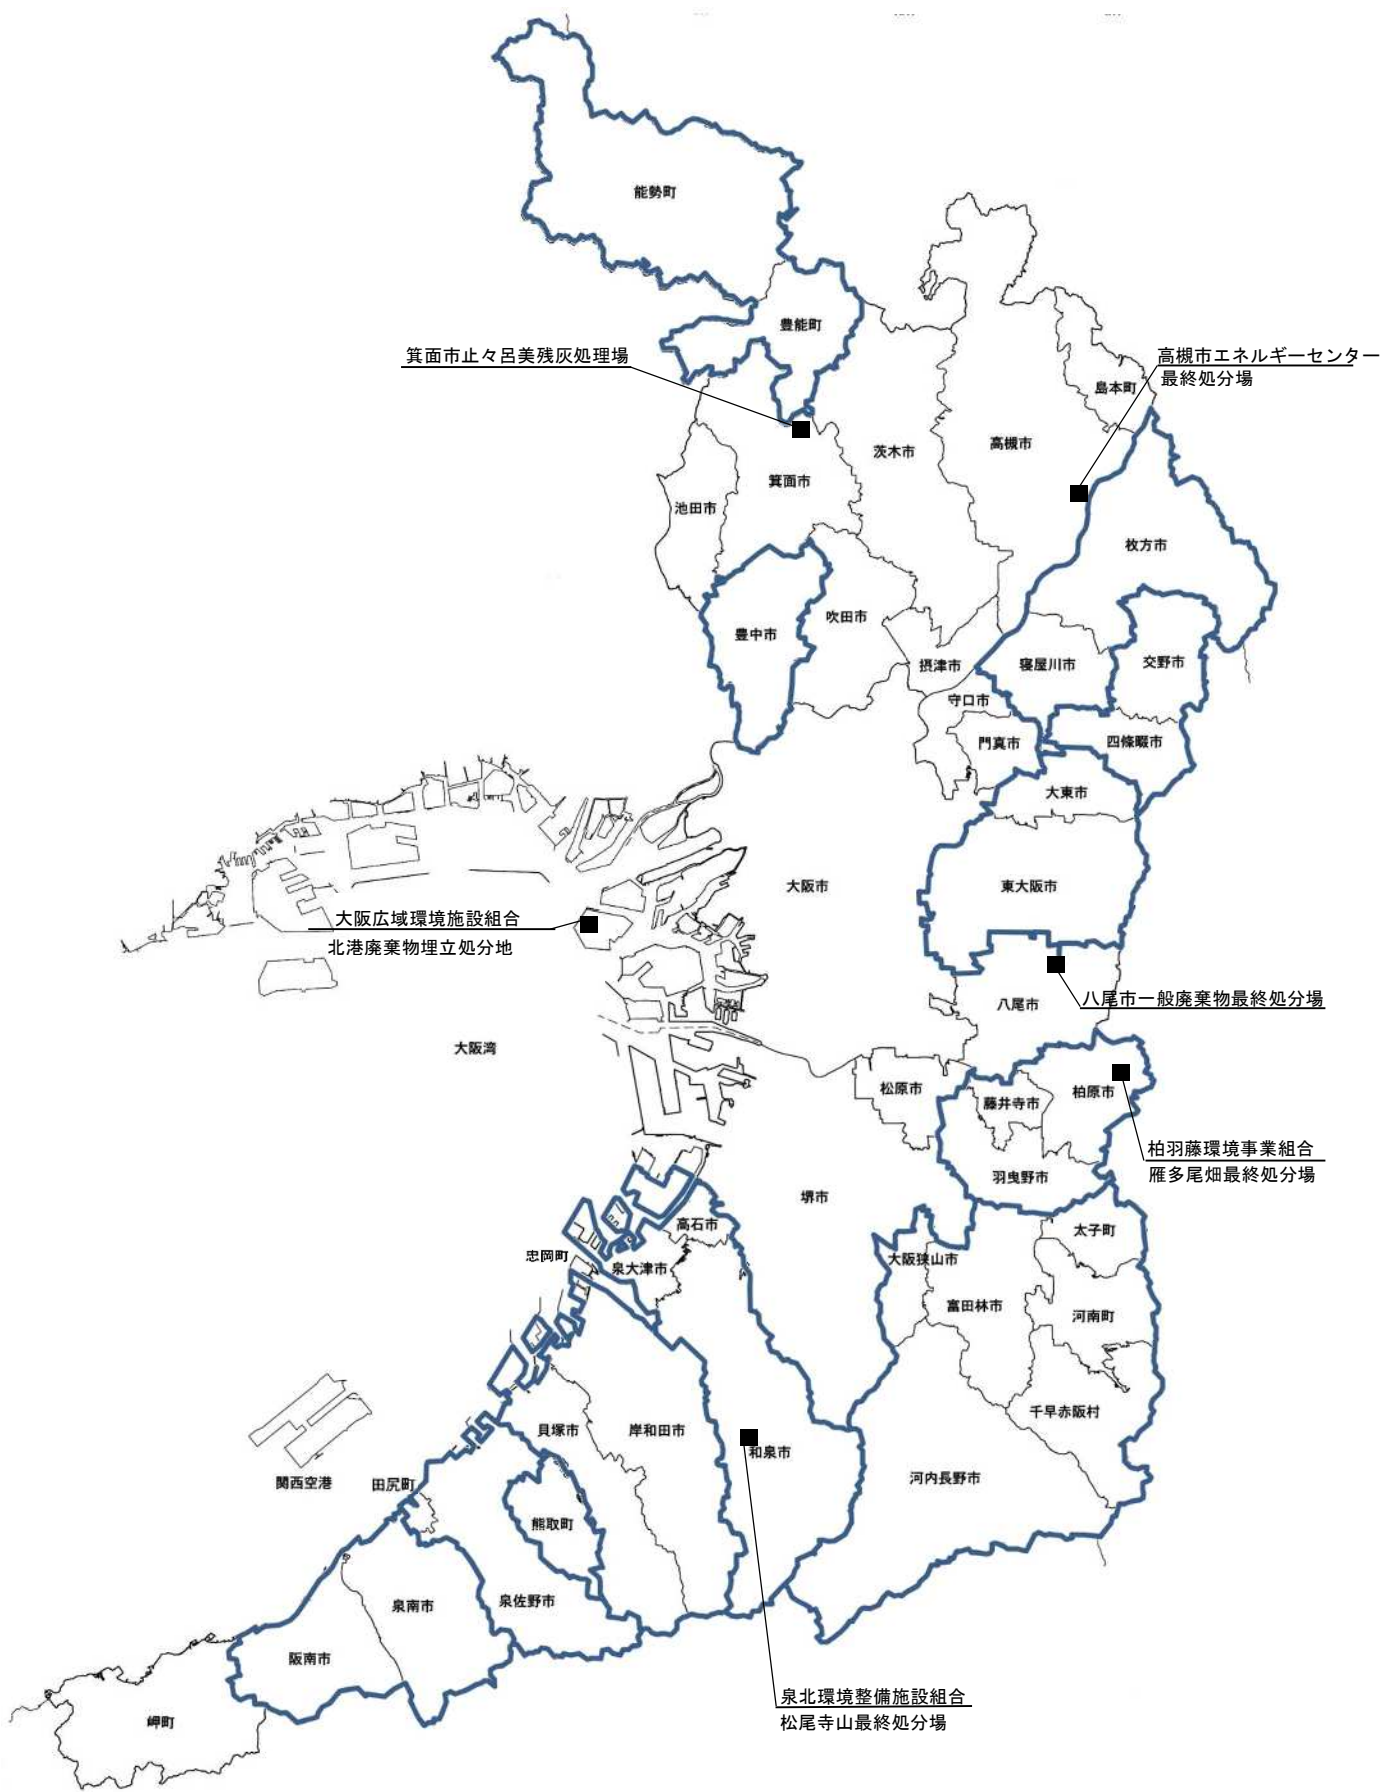 能勢町
豊能町
箕面市止々呂美残灰処理場
高槻市エネルギーセンター
最終処分場
島本町
高槻市
茨木市
箕面市
池田市
枚方市
吹田市
豊中市
摂津市
寝屋川市
交野市
守口市
門真市
四條畷市
大東市
大阪市
東大阪市
大阪広域環境施設組合
北港廃棄物埋立処分地
八尾市一般廃棄物最終処分場
八尾市
大阪湾
松原市
藤井寺市
柏原市
柏羽藤環境事業組合
雁多尾畑最終処分場
羽曳野市
堺市
高石市
太子町
忠岡町
泉大津市
大阪狭山市
富田林市
河南町
千早赤阪村
貝塚市
岸和田市
和泉市
河内長野市
関西空港
田尻町
熊取町
泉佐野市
泉南市
阪南市
岬町
泉北環境整備施設組合
松尾寺山最終処分場